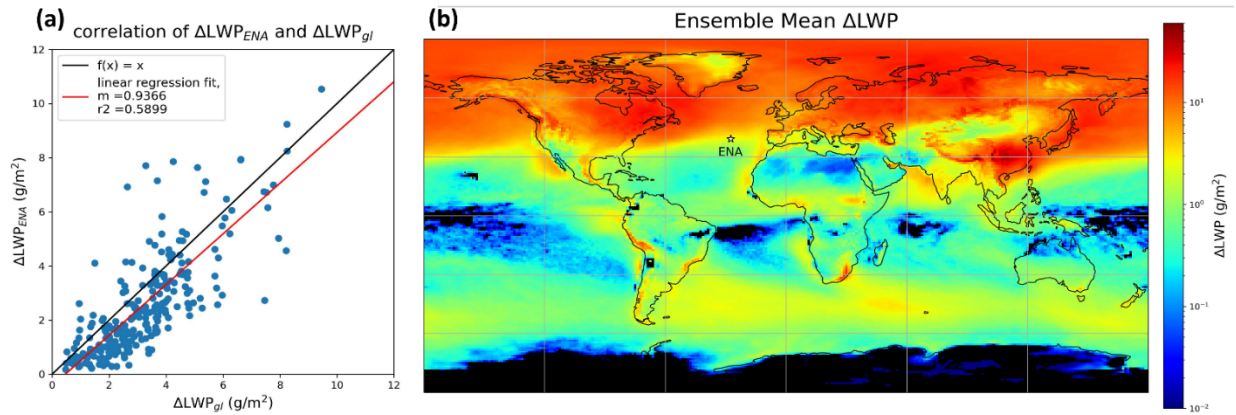 (a)
correlation of ΔLWP_ENA and ΔLWP_gl
f(x) = x
linear regression fit,
m =0.9366
r2 =0.5899
ΔLWP_ENA (g/m²)
12
10
8
6
4
2
0
0 2 4 6 8 10 12
ΔLWP_gl (g/m²)
(b)
Ensemble Mean ΔLWP
ENA
10¹
10⁰
10⁻¹
10⁻²
ΔLWP (g/m²)